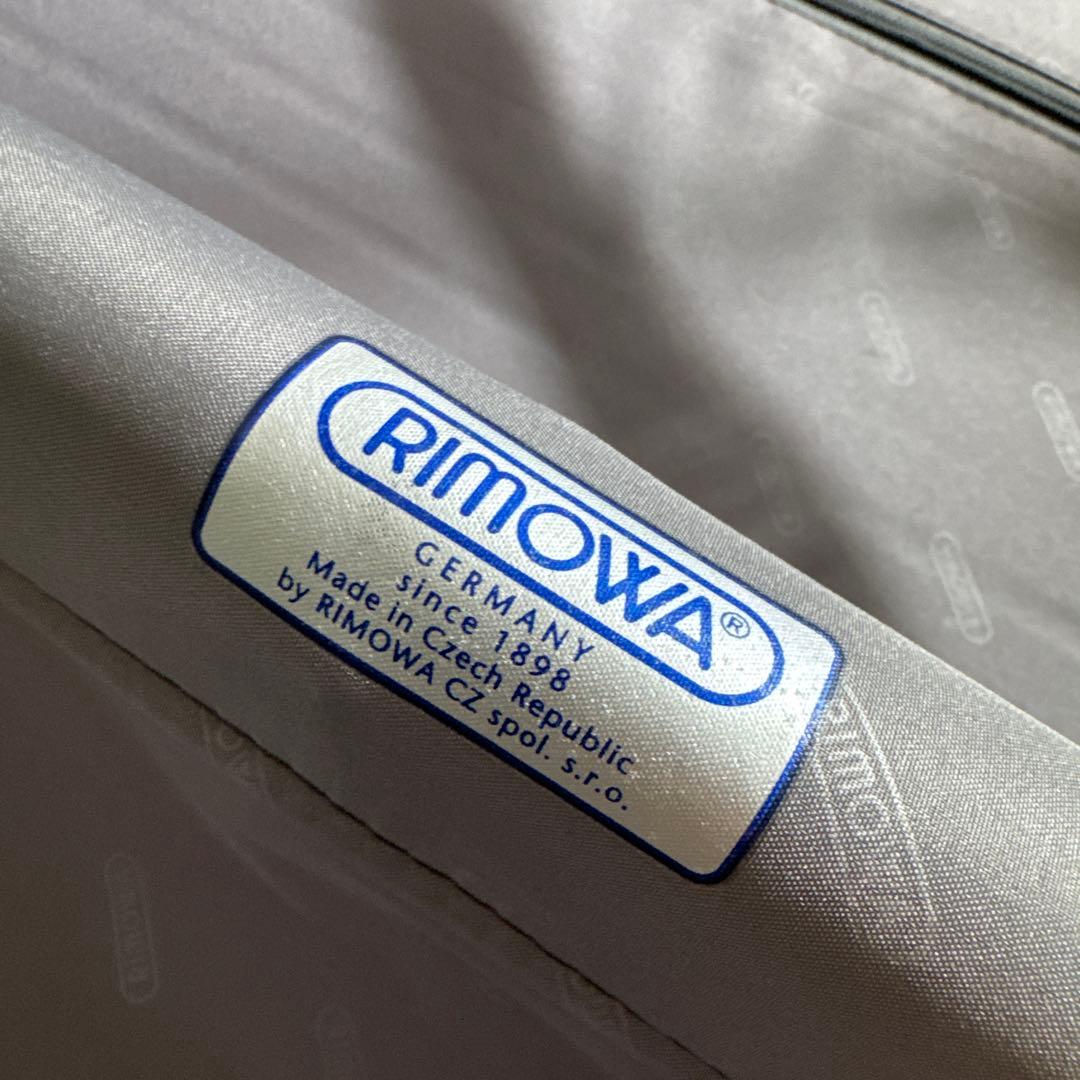 RIMOWA®
GERMANY
since 1898
Made in Czech Republic
by RIMOWA CZ spol. s.r.o.